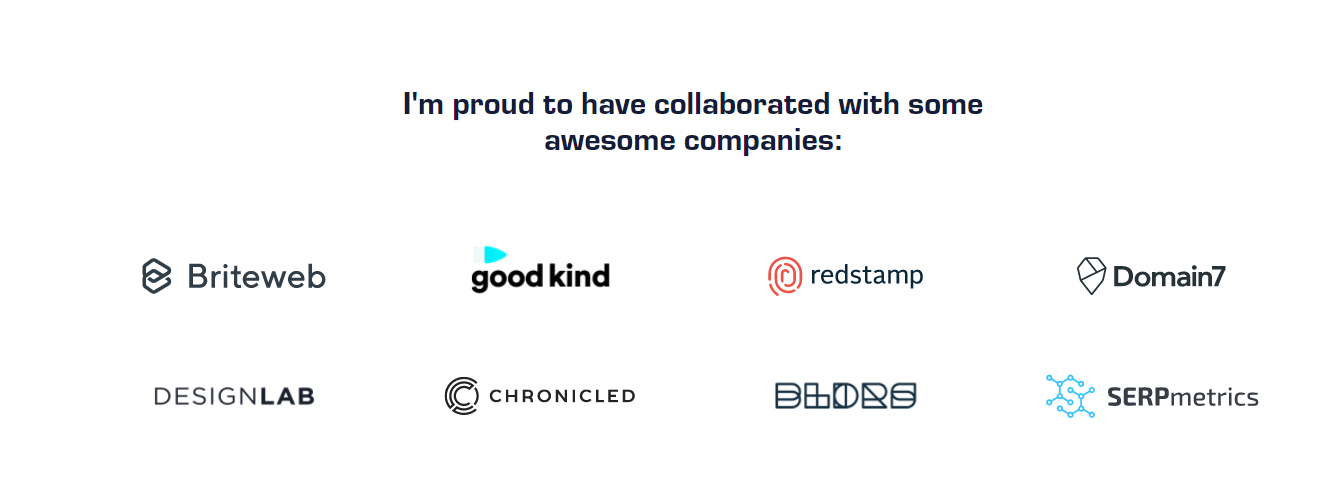 I'm proud to have collaborated with some
awesome companies:
Briteweb
good kind
redstamp
Domain7
DESIGNLAB
CHRONICLED
SERPmetrics